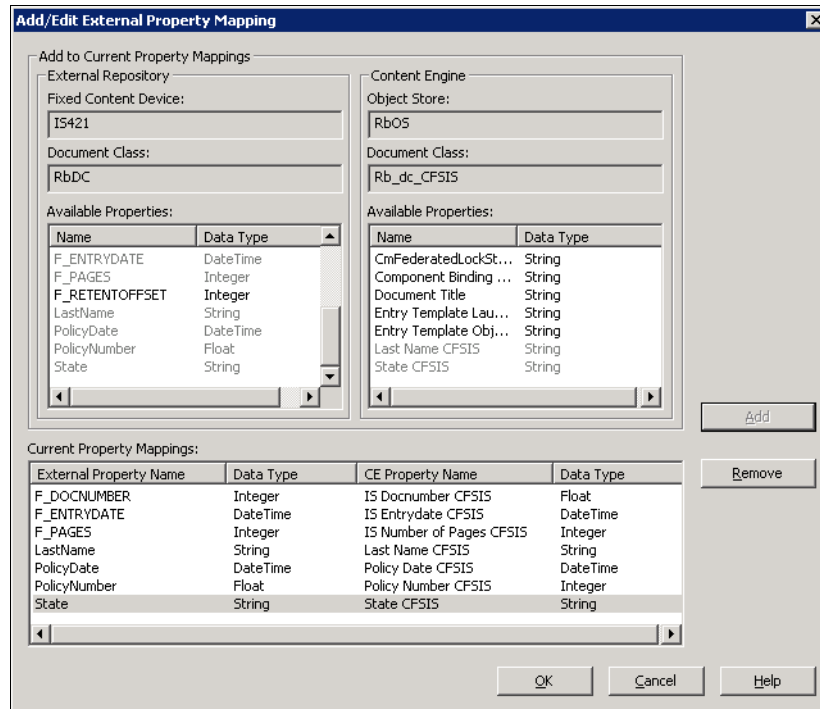 Add/Edit External Property Mapping
Add to Current Property Mappings
External Repository
Fixed Content Device:
IS421
Document Class:
RbDC
Available Properties:
Name Data Type
F_ENTRYDATE DateTime
F_PAGES Integer
F_RETENTOFFSET Integer
LastName String
PolicyDate DateTime
PolicyNumber Float
State String
Content Engine
Object Store:
RbOS
Document Class:
Rb_dc_CFSIS
Available Properties:
Name Data Type
CmFederatedLockSt... String
Component Binding ... String
Document Title String
Entry Template Lau... String
Entry Template Obj... String
Last Name CFSIS String
State CFSIS String
Add
Current Property Mappings:
External Property Name Data Type CE Property Name Data Type
F_DOCNUMBER Integer IS Docnumber CFSIS Float
F_ENTRYDATE DateTime IS Entrydate CFSIS DateTime
F_PAGES Integer IS Number of Pages CFSIS Integer
LastName String Last Name CFSIS String
PolicyDate DateTime Policy Date CFSIS DateTime
PolicyNumber Float Policy Number CFSIS Integer
State String State CFSIS String
Remove
OK Cancel Help